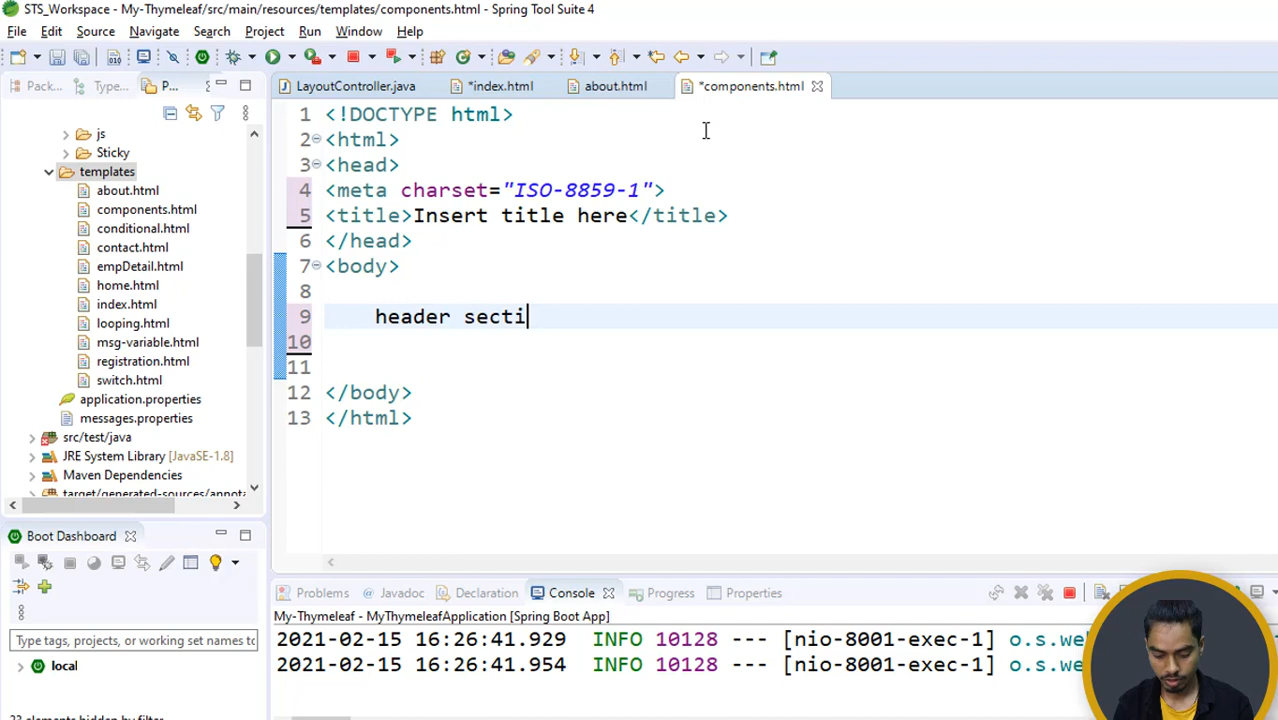 STS_Workspace - My-Thymeleaf/src/main/resources/templates/components.html - Spring Tool Suite 4
File Edit Source Navigate Search Project Run Window Help
Pack... Type... P...
LayoutController.java *index.html about.html *components.html
js
Sticky
templates
about.html
components.html
conditional.html
contact.html
empDetail.html
home.html
index.html
looping.html
msg-variable.html
registration.html
switch.html
application.properties
messages.properties
src/test/java
JRE System Library [JavaSE-1.8]
Maven Dependencies
target/generated-sources/annota
1 <!DOCTYPE html>
2 <html>
3 <head>
4 <meta charset="ISO-8859-1">
5 <title>Insert title here</title>
6 </head>
7 <body>
8
9 header secti
10
11
12 </body>
13 </html>
Boot Dashboard
Type tags, projects, or working set names to
local
Problems Javadoc Declaration Console Progress Properties
My-Thymeleaf - MyThymeleafApplication [Spring Boot App]
2021-02-15 16:26:41.929 INFO 10128 --- [nio-8001-exec-1] o.s.we
2021-02-15 16:26:41.954 INFO 10128 --- [nio-8001-exec-1] o.s.we